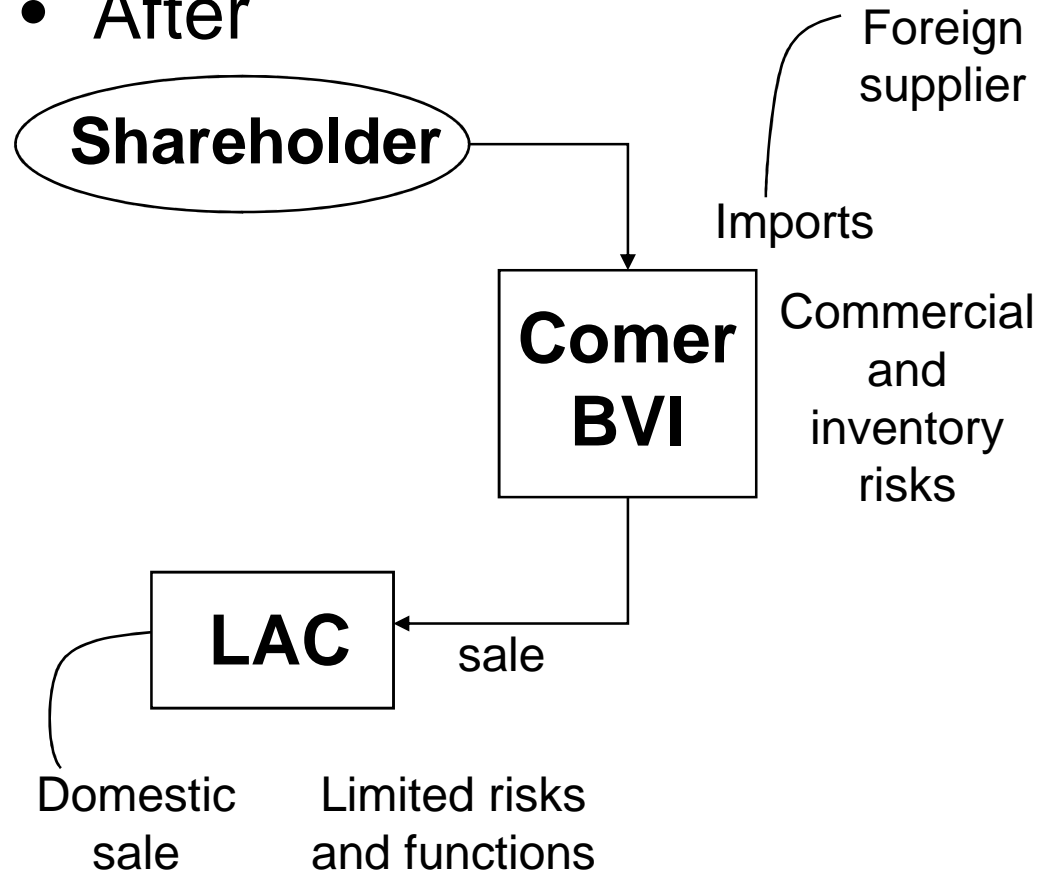 • After
Foreign
supplier
Shareholder
Imports
Comer
BVI
Commercial
and
inventory
risks
LAC
sale
Domestic
sale
Limited risks
and functions